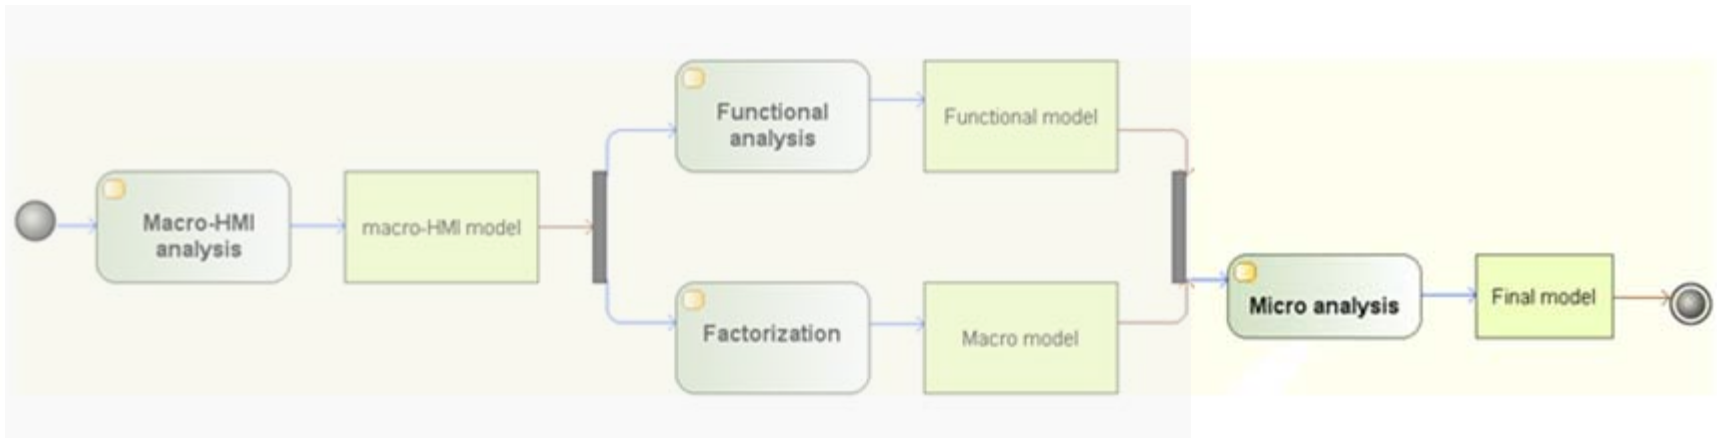 Macro-HMI
analysis
macro-HMI model
Functional
analysis
Functional model
Factorization
Macro model
Micro analysis
Final model